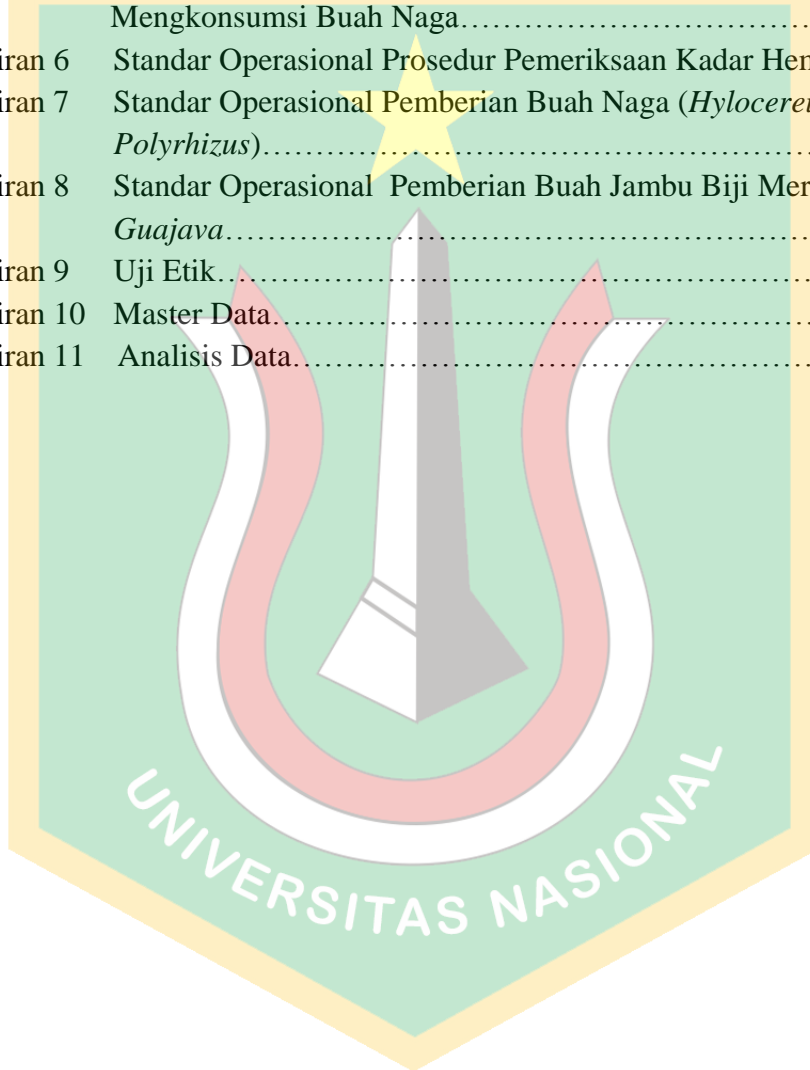 Mengkonsumsi Buah Naga……………………………
iran 6 Standar Operasional Prosedur Pemeriksaan Kadar Hem
iran 7 Standar Operasional Pemberian Buah Naga (Hylocereu
Polyrhizus)……………………………………………
iran 8 Standar Operasional Pemberian Buah Jambu Biji Mer
Guajava………………………………………………
iran 9 Uji Etik………………………………………………
iran 10 Master Data…………………………………………
iran 11 Analisis Data…………………………………………
UNIVERSITAS NASIONAL